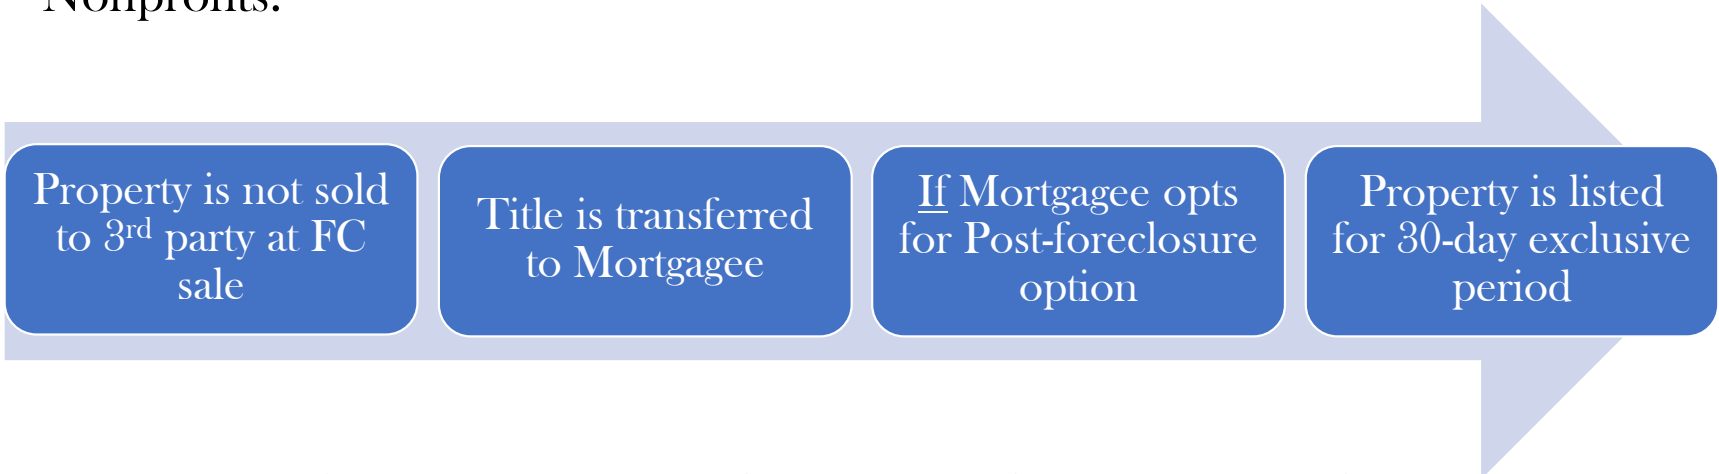 Nonprofits:
Property is not sold
to 3rd party at FC
sale
Title is transferred
to Mortgagee
If Mortgagee opts
for Post-foreclosure
option
Property is listed
for 30-day exclusive
period